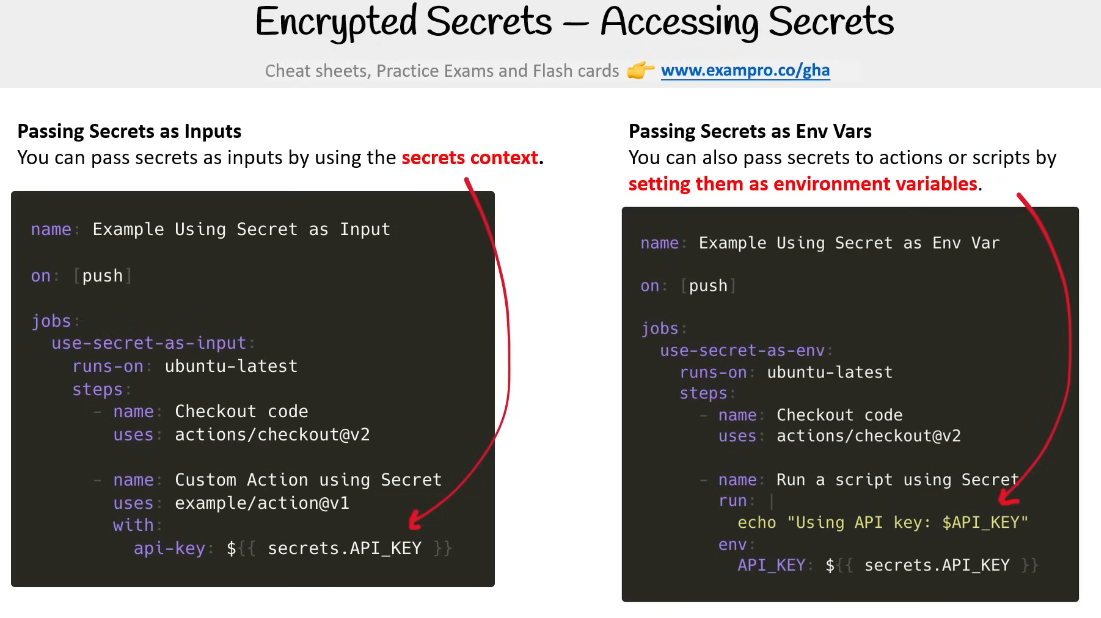 Encrypted Secrets — Accessing Secrets
Cheat sheets, Practice Exams and Flash cards 👉 www.exampro.co/gha
Passing Secrets as Inputs
You can pass secrets as inputs by using the secrets context.
name: Example Using Secret as Input
on: [push]
jobs:
  use-secret-as-input:
    runs-on: ubuntu-latest
    steps:
      - name: Checkout code
        uses: actions/checkout@v2
      - name: Custom Action using Secret
        uses: example/action@v1
        with:
          api-key: ${{ secrets.API_KEY }}
Passing Secrets as Env Vars
You can also pass secrets to actions or scripts by
setting them as environment variables.
name: Example Using Secret as Env Var
on: [push]
jobs:
  use-secret-as-env:
    runs-on: ubuntu-latest
    steps:
      - name: Checkout code
        uses: actions/checkout@v2
      - name: Run a script using Secret
        run: |
          echo "Using API key: $API_KEY"
        env:
          API_KEY: ${{ secrets.API_KEY }}